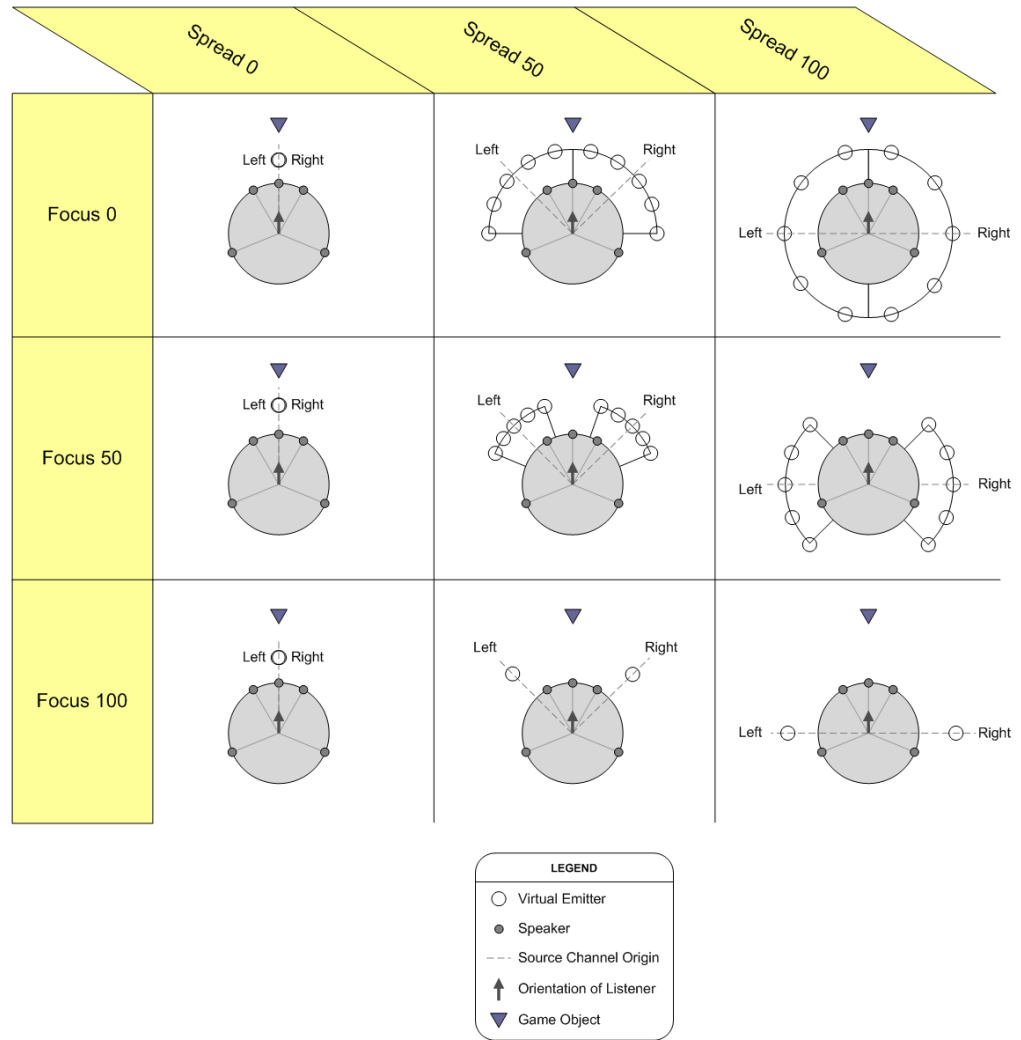 Spread 0
Spread 50
Spread 100
Focus 0
Left Right
Left
Right
Left
Right
Focus 50
Left Right
Left
Right
Left
Right
Focus 100
Left Right
Left
Right
Left
Right
LEGEND
Virtual Emitter
Speaker
Source Channel Origin
Orientation of Listener
Game Object